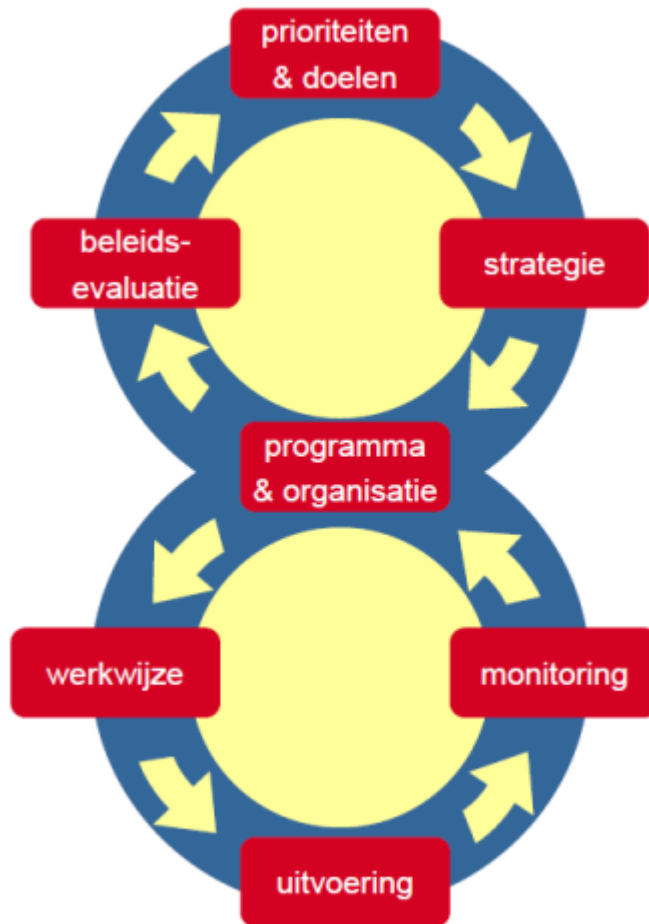 prioriteiten
& doelen
beleids-
evaluatie
strategie
programma
& organisatie
werkwijze
monitoring
uitvoering